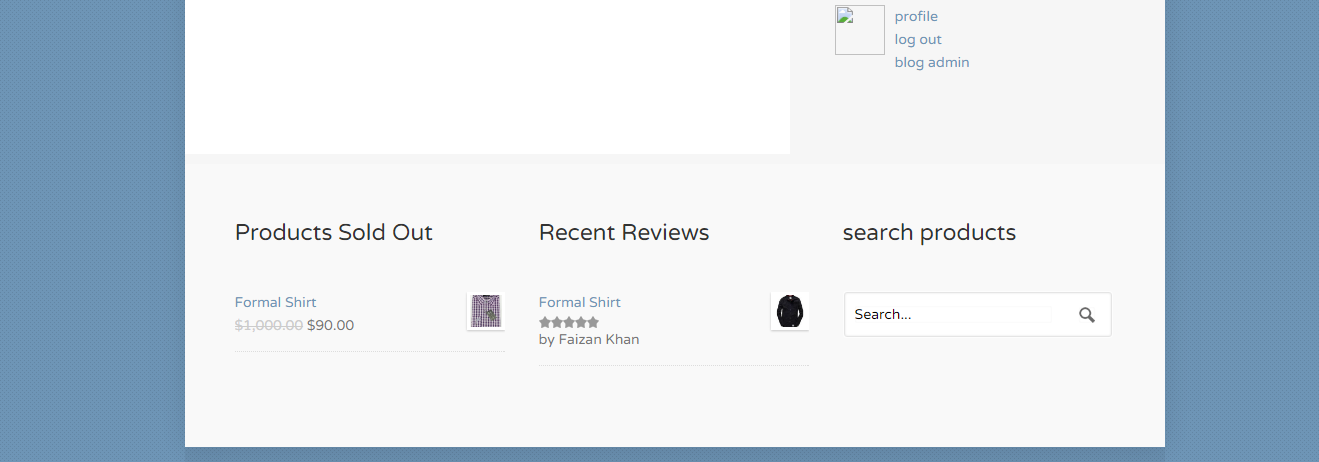 profile
log out
blog admin
Products Sold Out
Formal Shirt
$1,000.00 $90.00
Recent Reviews
Formal Shirt
by Faizan Khan
search products
Search...